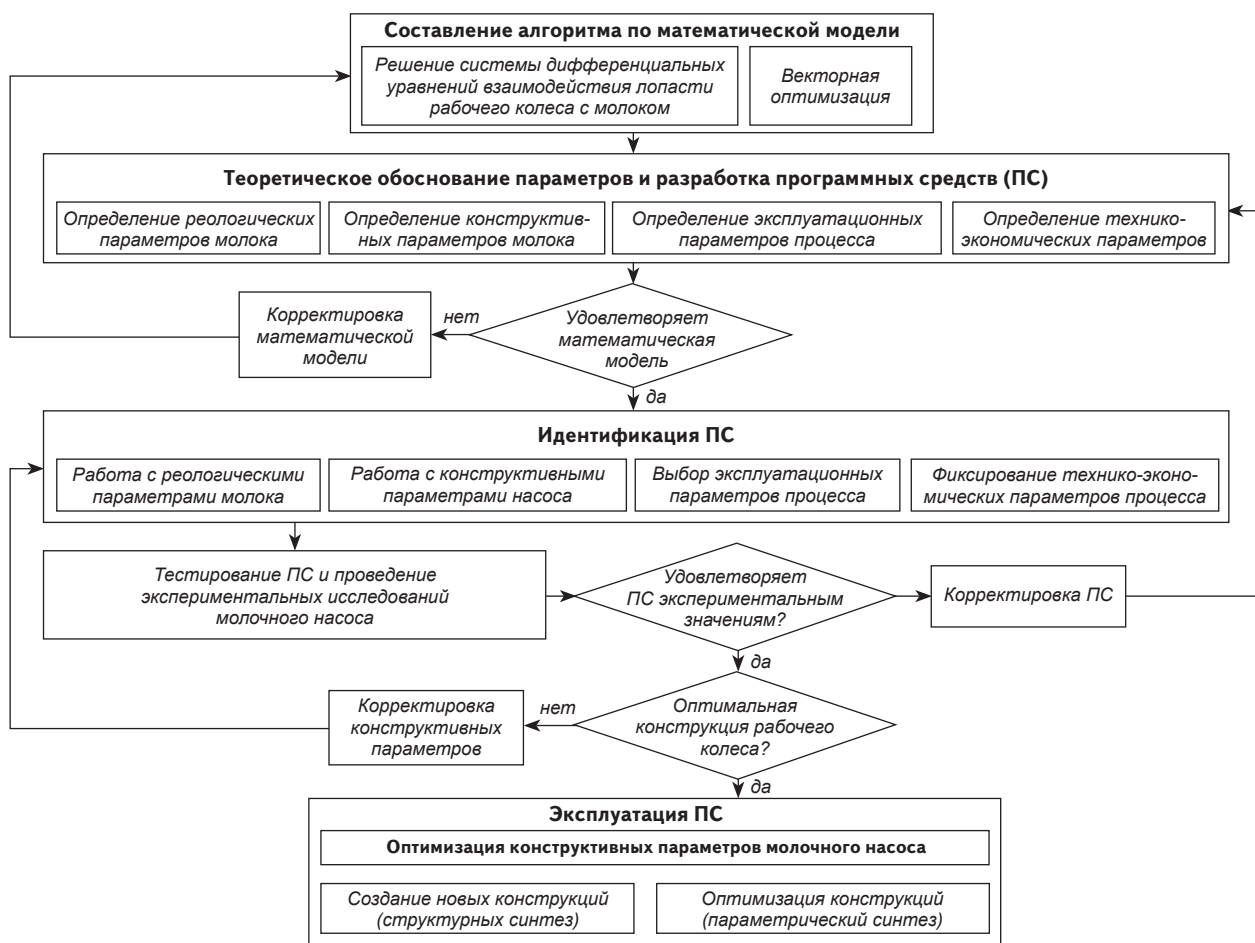 Составление алгоритма по математической модели
Решение системы дифференциальных
уравнений взаимодействия лопасти
рабочего колеса с молоком
Векторная
оптимизация
Теоретическое обоснование параметров и разработка программных средств (ПС)
Определение реологических
параметров молока
Определение конструктив-
ных параметров молока
Определение эксплуатационных
параметров процесса
Определение технико-
экономических параметров
Корректировка
математической
модели
нет
Удовлетворяет
математическая
модель
да
Идентификация ПС
Работа с реологическими
параметрами молока
Работа с конструктивными
параметрами насоса
Выбор эксплуатационных
параметров процесса
Фиксирование технико-эконо-
мических параметров процесса
Тестирование ПС и проведение
экспериментальных исследований
молочного насоса
Удовлетворяет
ПС экспериментальным
значениям?
Корректировка ПС
да
Корректировка
конструктивных
параметров
нет
Оптимальная
конструкция рабочего
колеса?
да
Эксплуатация ПС
Оптимизация конструктивных параметров молочного насоса
Создание новых конструкций
(структурных синтез)
Оптимизация конструкций
(параметрический синтез)